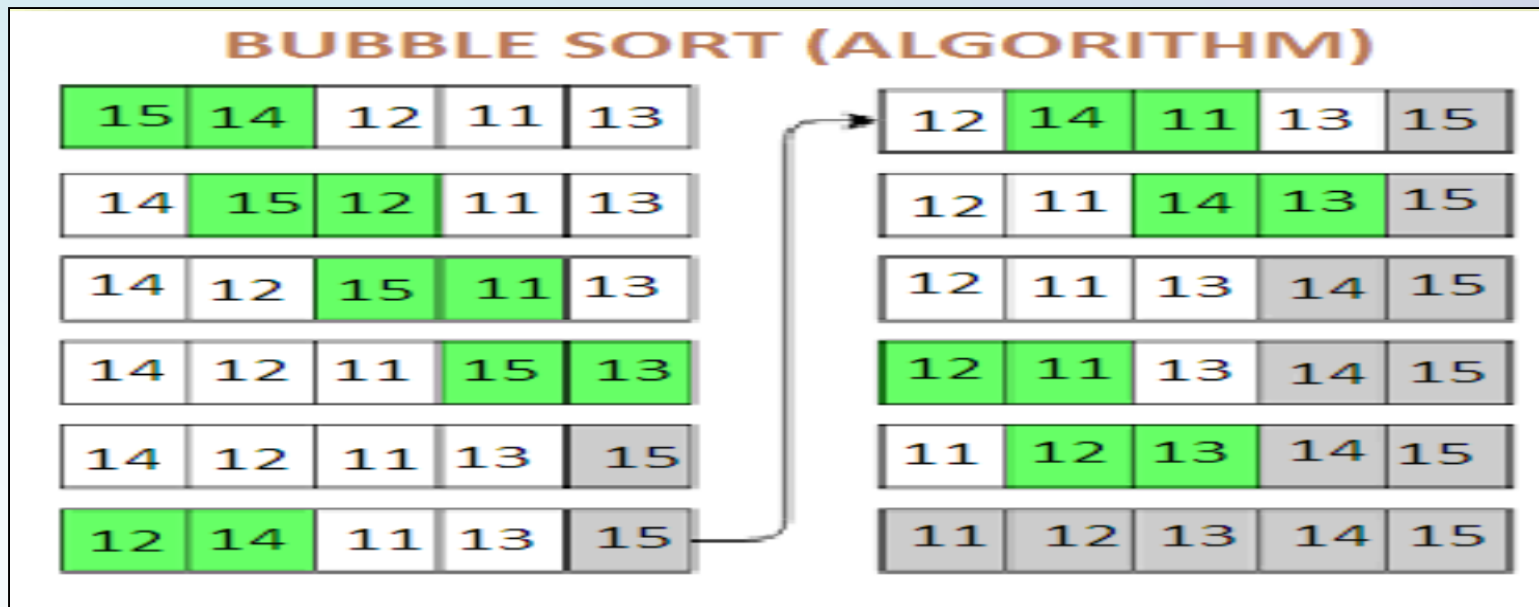 BUBBLE SORT (ALGORITHM)
15 14 12 11 13
14 15 12 11 13
14 12 15 11 13
14 12 11 15 13
14 12 11 13 15
12 14 11 13 15
12 14 11 13 15
12 11 14 13 15
12 11 13 14 15
12 11 13 14 15
11 12 13 14 15
11 12 13 14 15